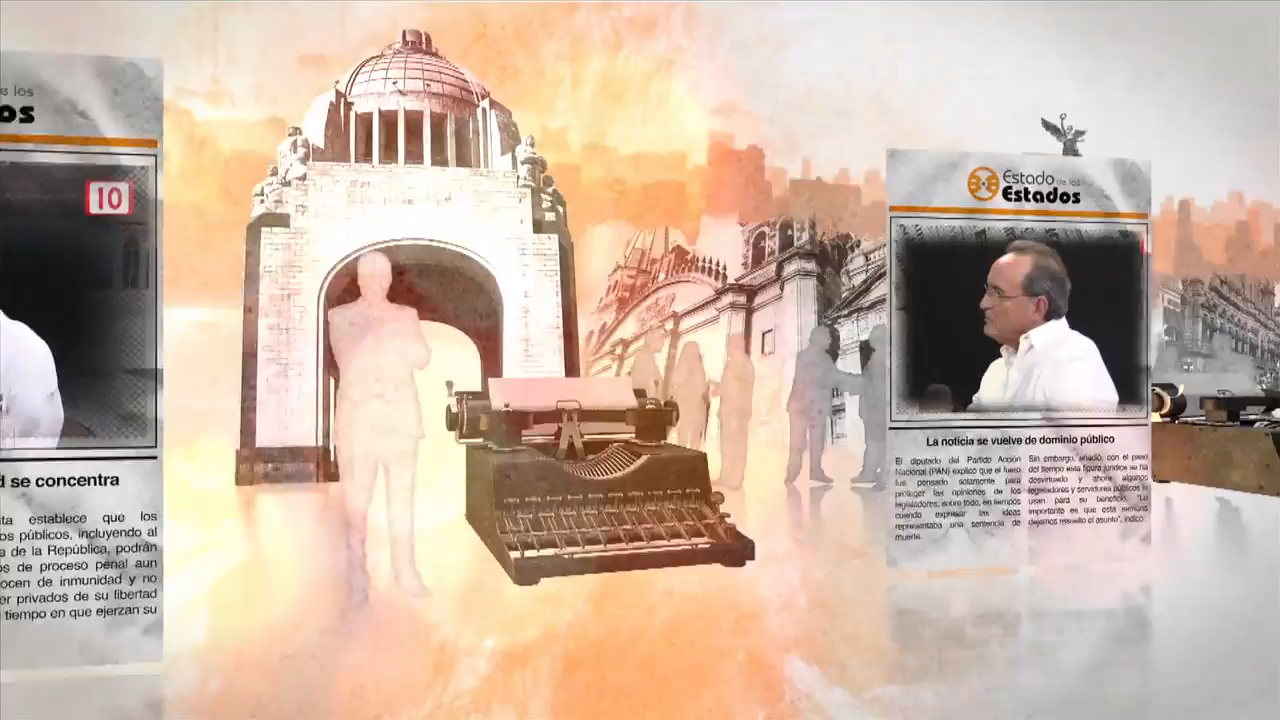 e los
os
10
d se concentra
ta establece que los
os públicos, incluyendo al
e de la República, podrán
s de proceso penal aun
ocen de inmunidad y no
er privados de su libertad
tiempo en que ejerzan su
Estado de los
Estados
La noticia se vuelve de dominio público
El diputado del Partido Acción
Nacional (PAN) explicó que el fuero
fue pensado solamente para
proteger las opiniones de los
legisladores, sobre todo, en tiempos
cuando expresar las ideas
representaba una sentencia de
muerte.
Sin embargo, añadió, con el paso
del tiempo esta figura jurídica se ha
desvirtuado y ahora algunos
legisladores y servidores públicos lo
usan para su beneficio. "Lo
importante es que esta semana
dejamos resuelto el asunto", indicó.